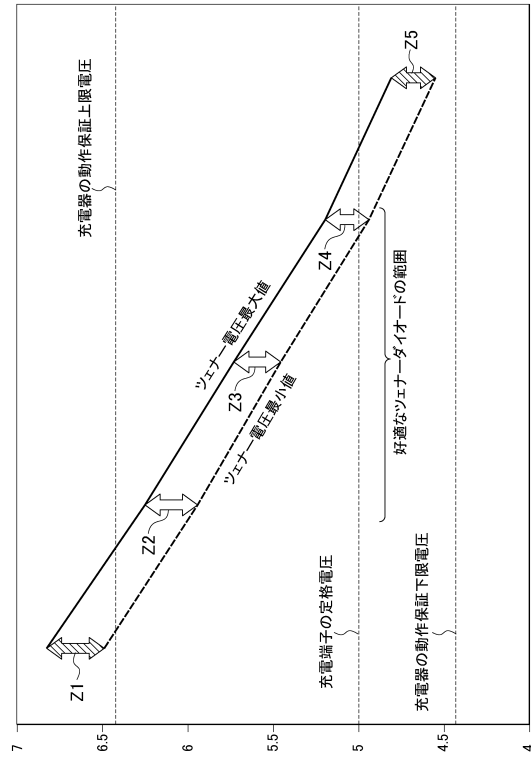 充電器の動作保証上限電圧
Z5
Z4
ツェナー電圧最大値
Z3
ツェナー電圧最小値
好適なツェナーダイオードの範囲
Z2
充電端子の定格電圧
充電器の動作保証下限電圧
Z1
7
6.5
6
5.5
5
4.5
4